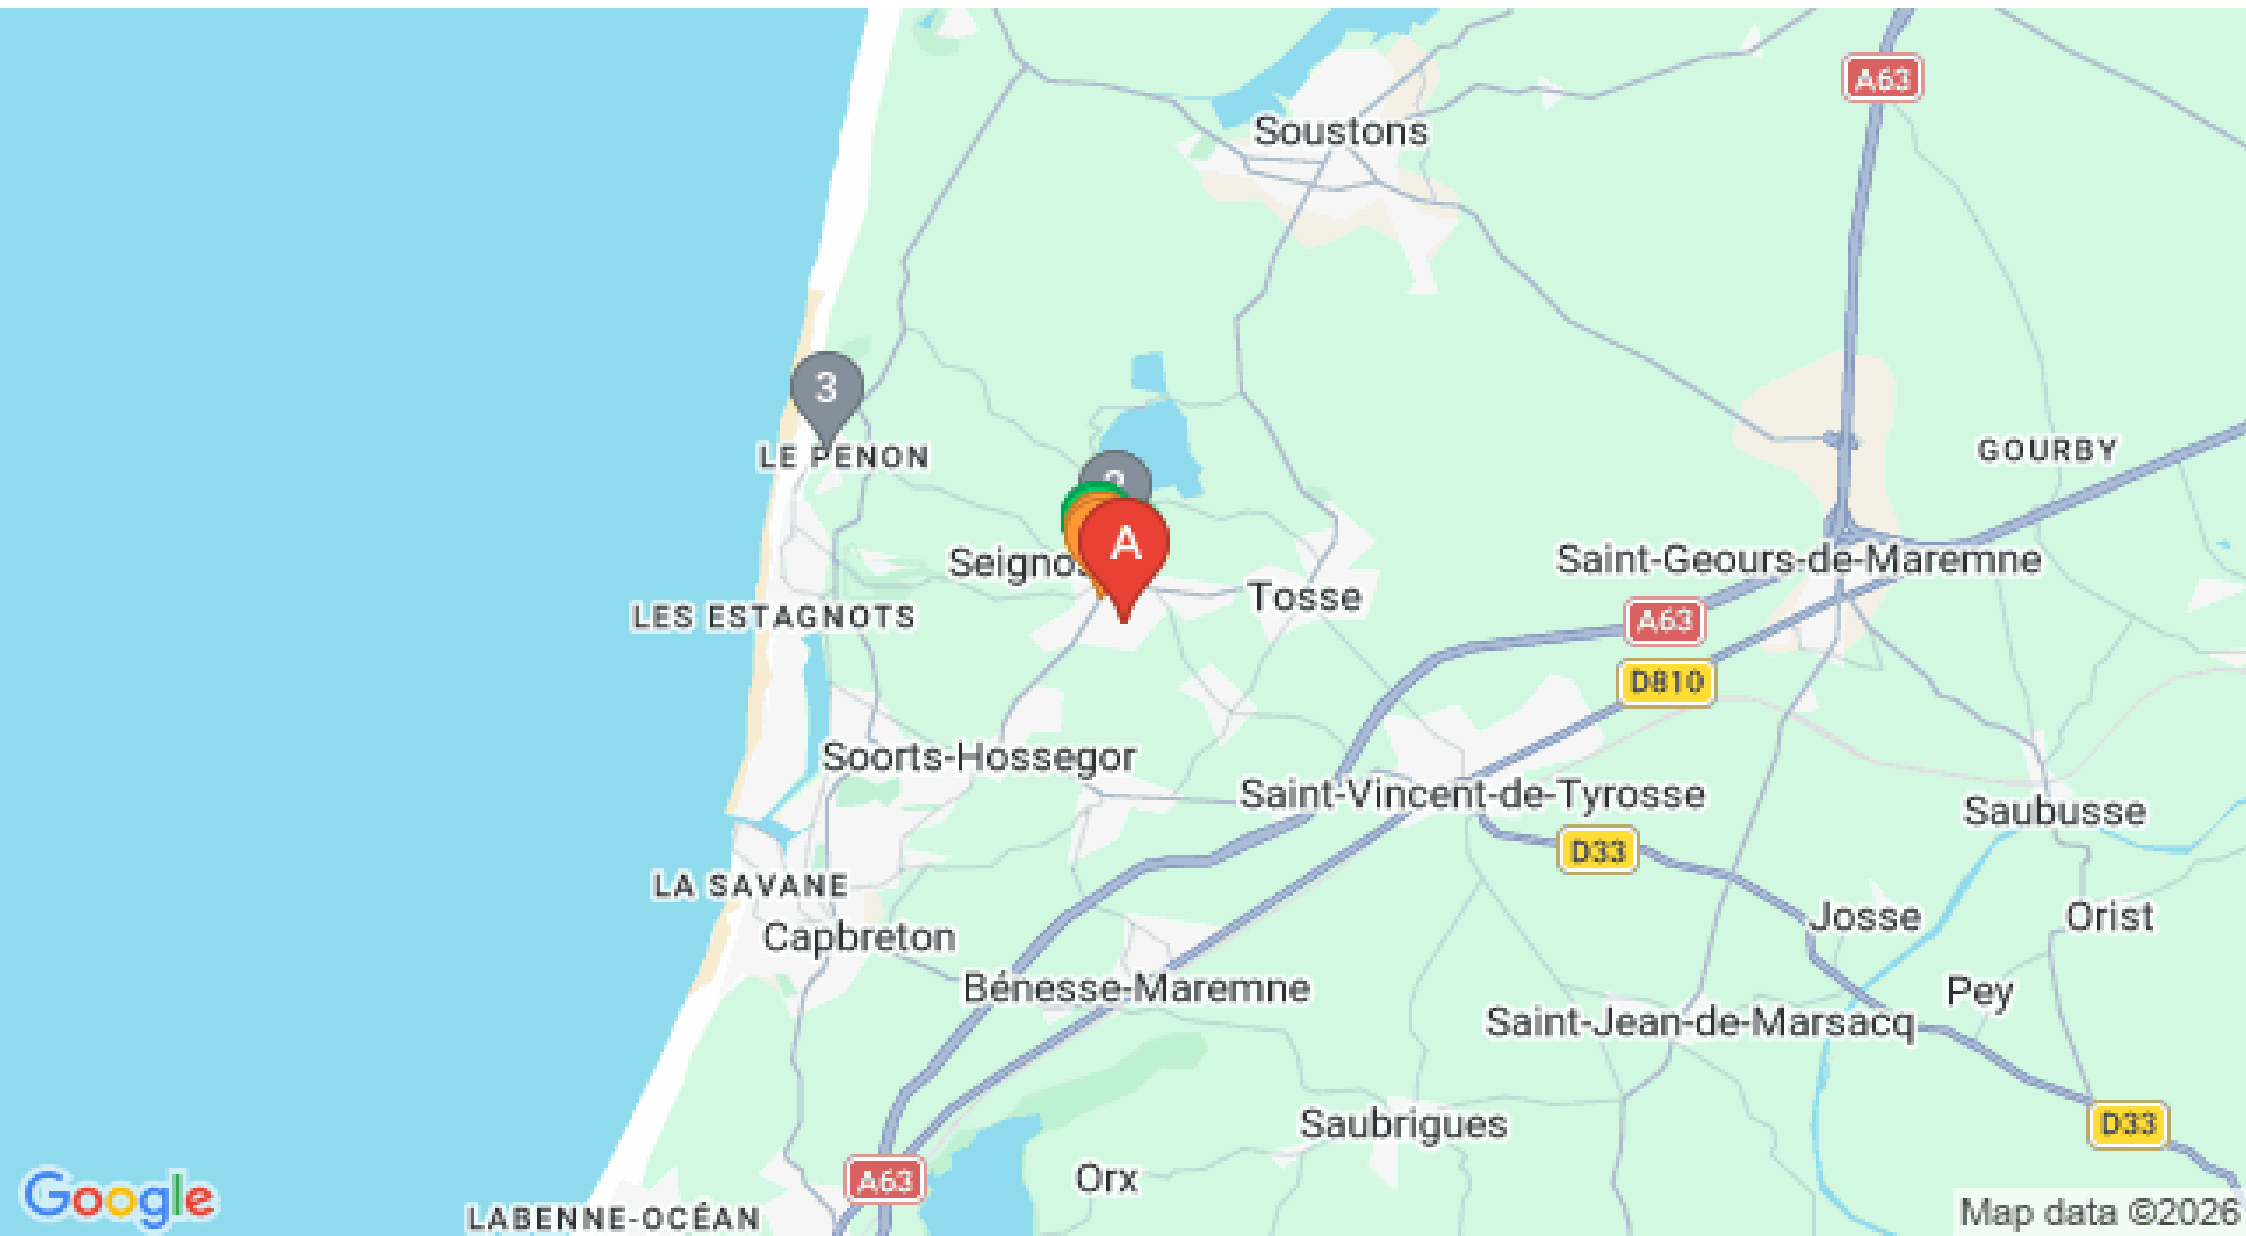 A63
Soustons
3
GOURBY
LE PENON
A
Seignos
Saint-Geours-de-Maremne
Tosse
LES ESTAGNOTS
A63
D810
Soorts-Hossegor
Saint-Vincent-de-Tyrosse
Saubusse
D33
LA SAVANE
Josse
Orist
Capbreton
Bénesse-Maremne
Pey
Saint-Jean-de-Marsacq
Saubrigues
D33
Orx
A63
Google
LABENNE-OCÉAN
Map data ©2026